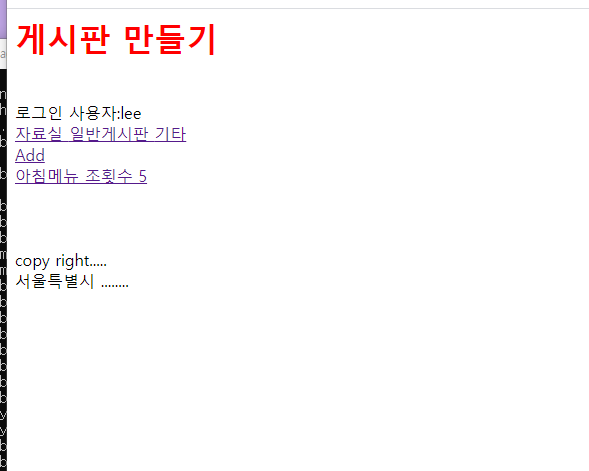 게시판 만들기
로그인 사용자:lee
자료실 일반게시판 기타
Add
아침메뉴 조횟수 5
copy right.....
서울특별시 ........